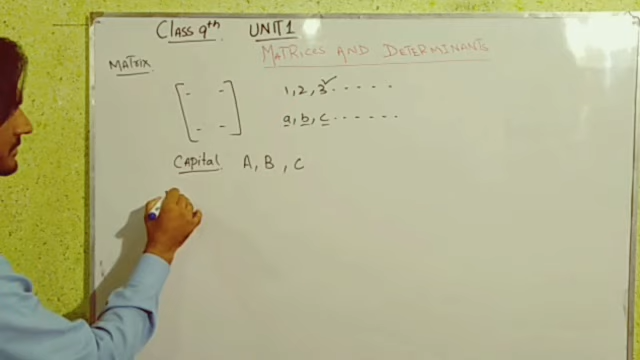 Class 9th UNIT 1
MATRICES AND DETERMINANTS
MATRIX
[- - - -] 1, 2, 3 ......
a, b, c ......
Capital A, B, C